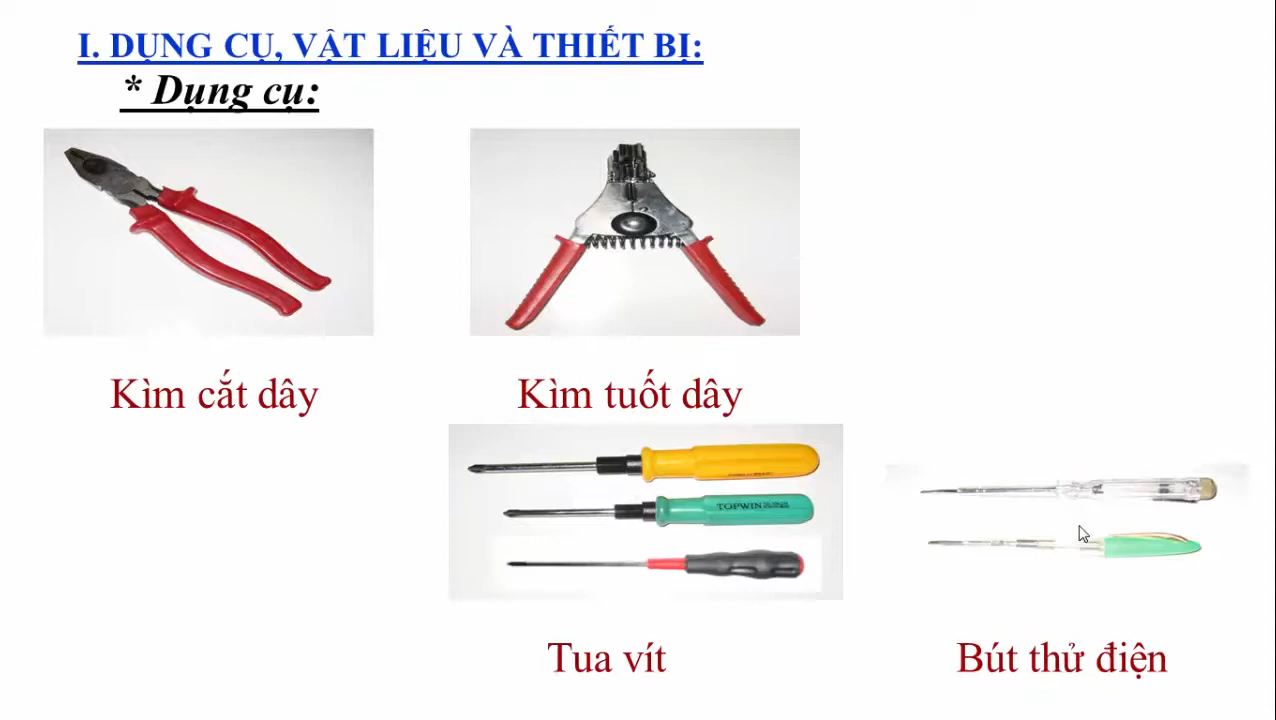 I. DỤNG CỤ, VẬT LIỆU VÀ THIẾT BỊ:
* Dụng cụ:
Kìm cắt dây
Kìm tuốt dây
TOPWIN
Tua vít
Bút thử điện